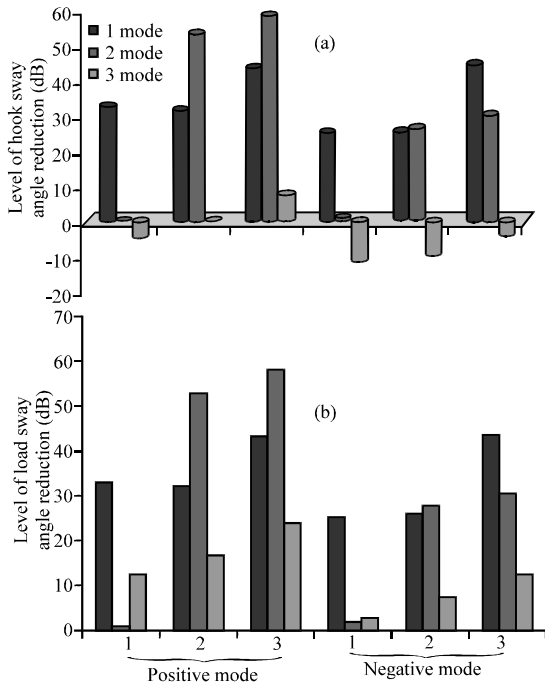 Level of hook sway
angle reduction (dB)
60
50
40
30
20
10
0
-10
-20
(a)
1 mode
2 mode
3 mode
Level of load sway
angle reduction (dB)
70
60
50
40
30
20
10
0
(b)
1 2 3 1 2 3
Positive mode Negative mode